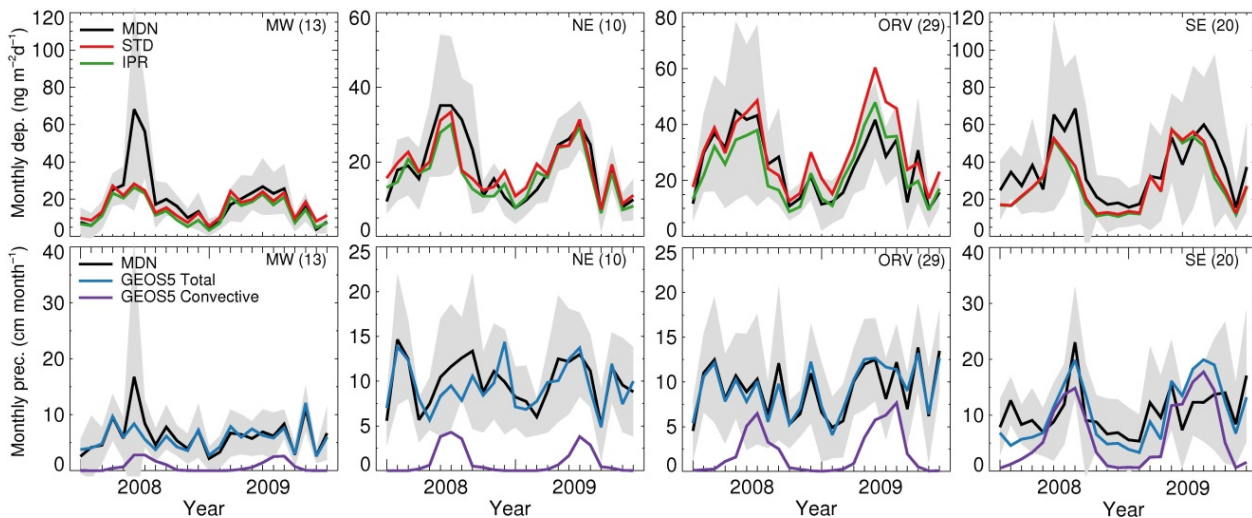 Monthly dep. (ng m⁻²d⁻¹)
120
100
80
60
40
20
0
MDN
STD
IPR
MW (13)
60
40
20
0
NE (10)
80
60
40
20
0
ORV (29)
120
100
80
60
40
20
0
SE (20)
Monthly prec. (cm month⁻¹)
40
30
20
10
0
MDN
GEOS5 Total
GEOS5 Convective
MW (13)
25
20
15
10
5
0
NE (10)
25
20
15
10
5
0
ORV (29)
40
30
20
10
0
SE (20)
2008 2009
Year
2008 2009
Year
2008 2009
Year
2008 2009
Year